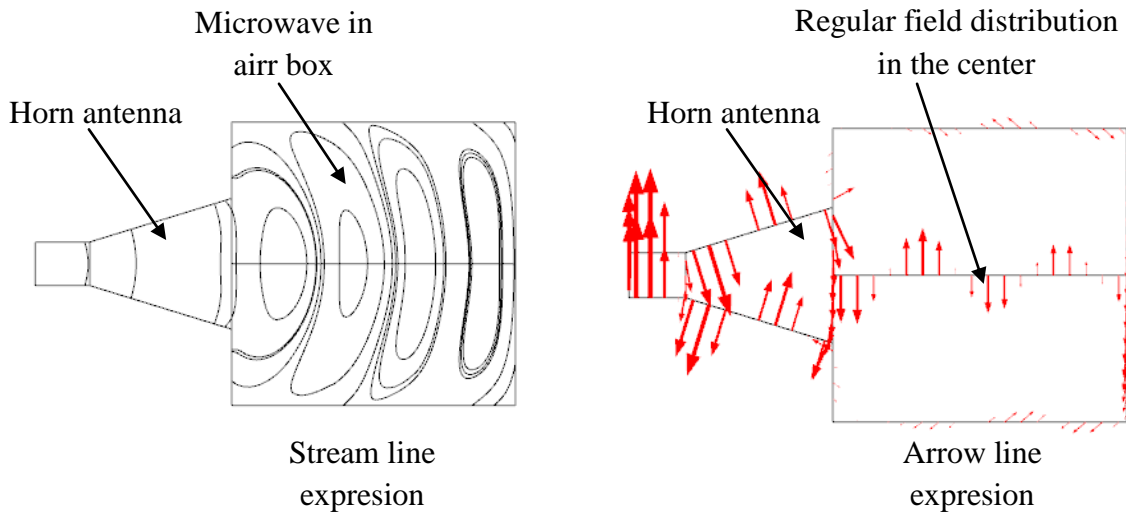 Microwave in
airr box
Horn antenna
Stream line
expresion
Regular field distribution
in the center
Horn antenna
Arrow line
expresion